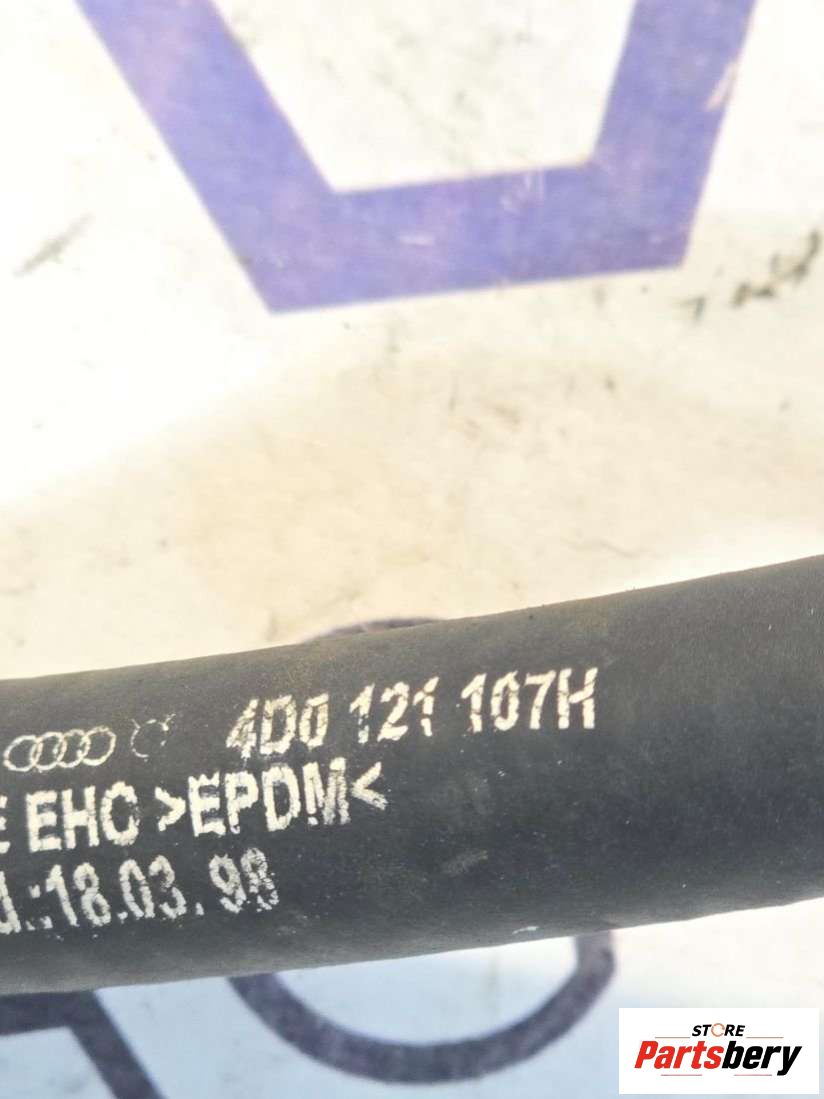 4D0 121 107H
EHC >EPDM<
18.03.98
STORE
Partsbery